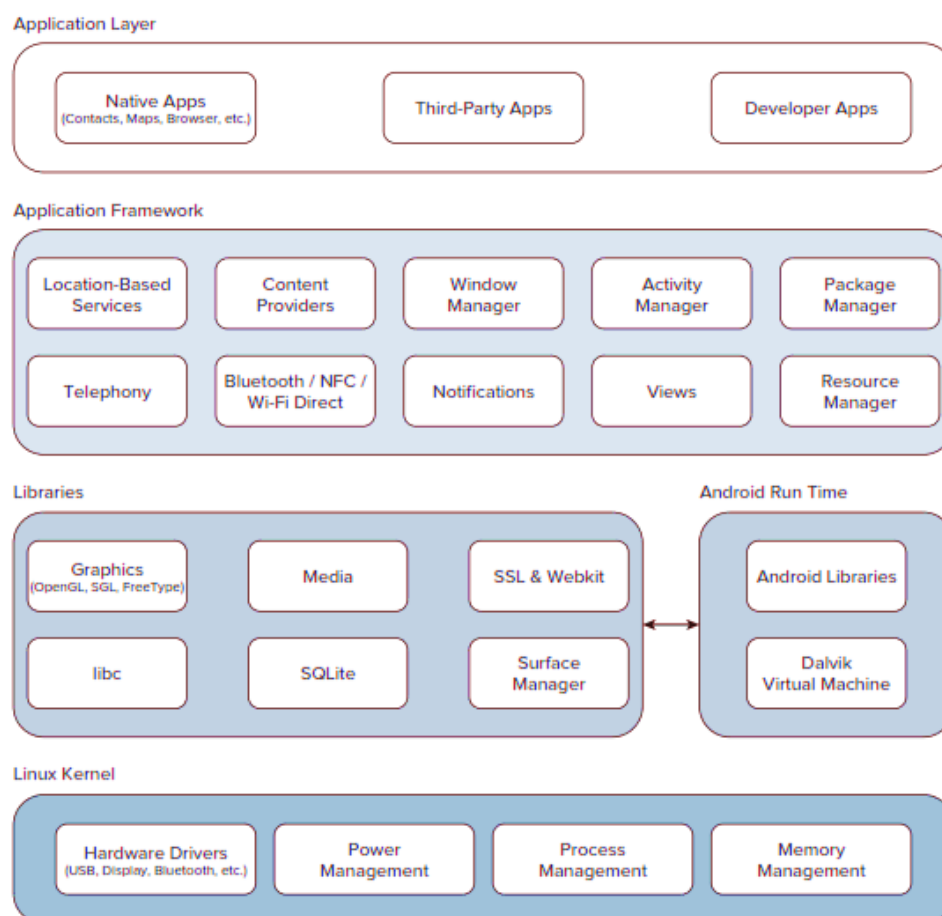 Application Layer
Native Apps
(Contacts, Maps, Browser, etc.)
Third-Party Apps
Developer Apps
Application Framework
Location-Based
Services
Content
Providers
Window
Manager
Activity
Manager
Package
Manager
Telephony
Bluetooth / NFC /
Wi-Fi Direct
Notifications
Views
Resource
Manager
Libraries
Graphics
(OpenGL, SGL, FreeType)
Media
SSL & Webkit
libc
SQLite
Surface
Manager
Android Run Time
Android Libraries
Dalvik
Virtual Machine
Linux Kernel
Hardware Drivers
(USB, Display, Bluetooth, etc.)
Power
Management
Process
Management
Memory
Management